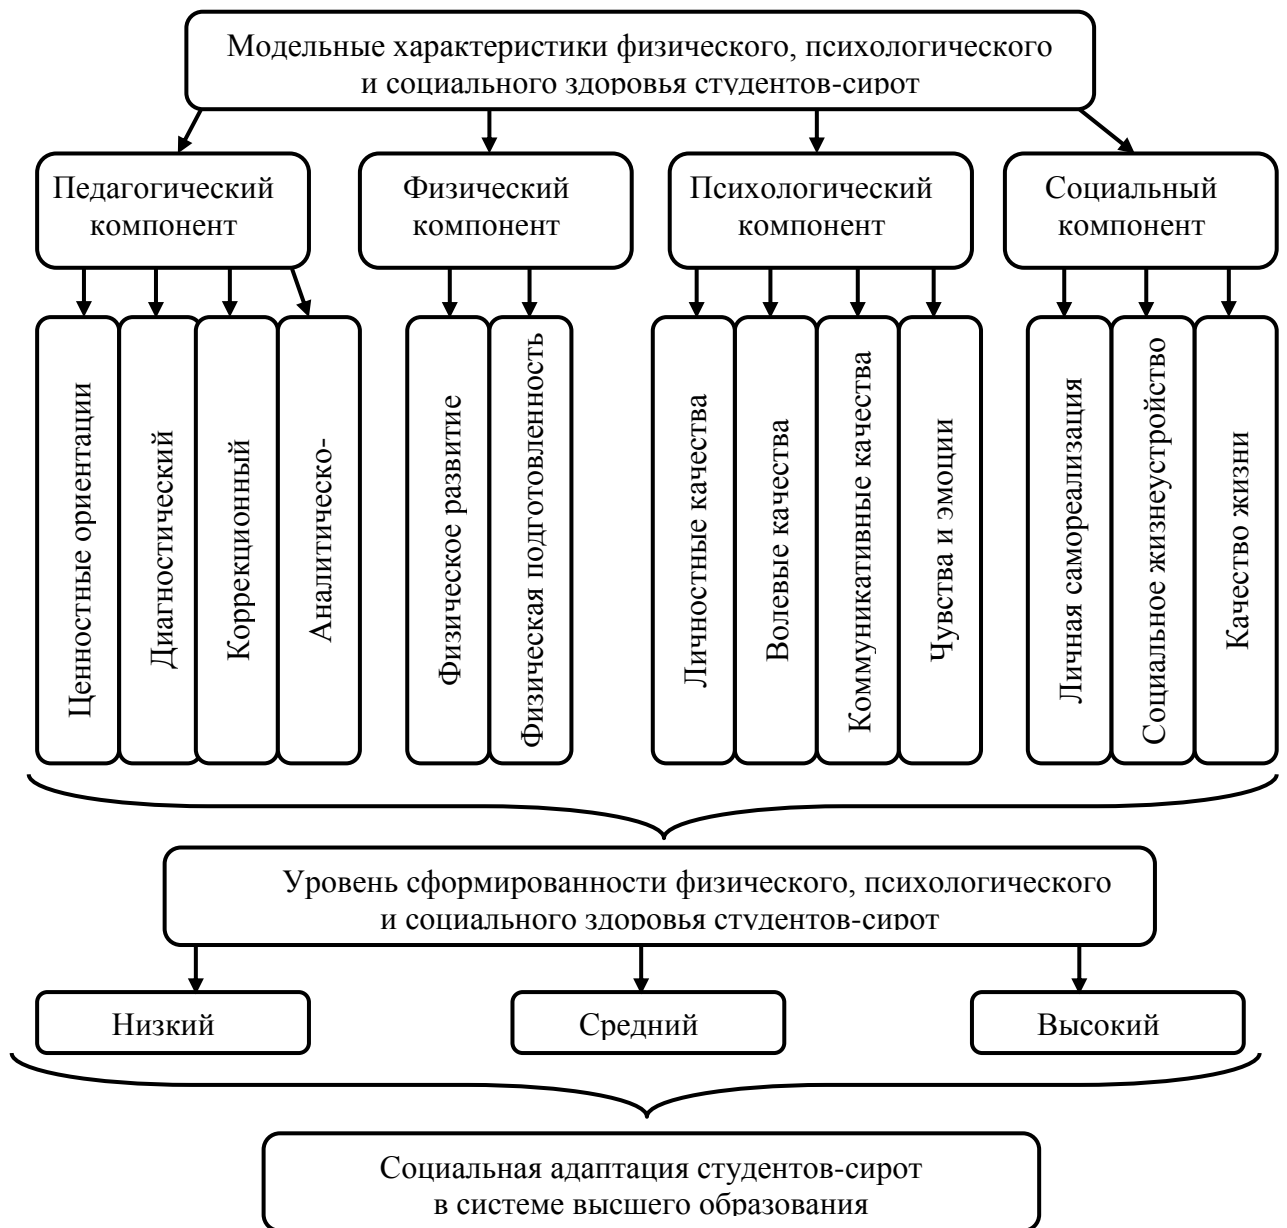 Модельные характеристики физического, психологического
и социального здоровья студентов-сирот
Педагогический
компонент
Физический
компонент
Психологический
компонент
Социальный
компонент
Ценностные ориентации
Диагностический
Коррекционный
Аналитическо-
Физическое развитие
Физическая подготовленность
Личностные качества
Волевые качества
Коммуникативные качества
Чувства и эмоции
Личная самореализация
Социальное жизнеустройство
Качество жизни
Уровень сформированности физического, психологического
и социального здоровья студентов-сирот
Низкий
Средний
Высокий
Социальная адаптация студентов-сирот
в системе высшего образования